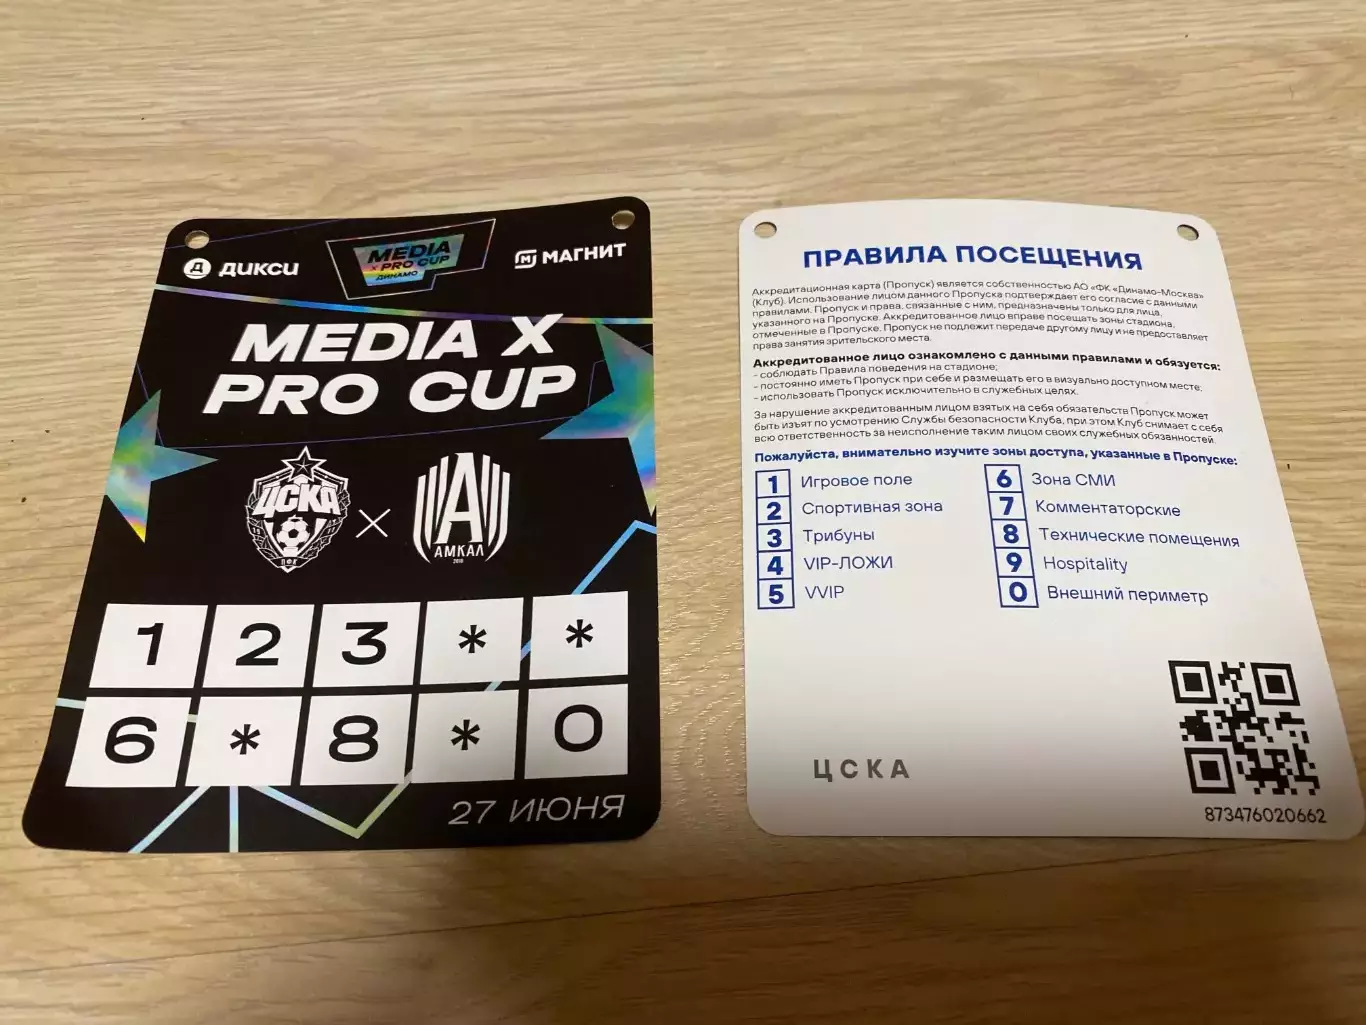 ДИКСИ
MEDIA
X PRO CUP
ДИНАМО
МАГНИТ
MEDIA X
PRO CUP
ЦСКА
1911
ПФК
X
А
АМКАЛ
2018
1 2 3 * *
6 * 8 * 0
27 ИЮНЯ
ПРАВИЛА ПОСЕЩЕНИЯ
Аккредитационная карта (Пропуск) является собственностью АО «ФК «Динамо-Москва»
(Клуб). Использование лицом данного Пропуска подтверждает его согласие с данными
правилами. Пропуск и права, связанные с ним, предназначены только для лица,
указанного на Пропуске. Аккредитованное лицо вправе посещать зоны стадиона,
отмеченные в Пропуске. Пропуск не подлежит передаче другому лицу и не предоставляет
права занятия зрительского места.
Аккредитованное лицо ознакомлено с данными правилами и обязуется:
- соблюдать Правила поведения на стадионе;
- постоянно иметь Пропуск при себе и размещать его в визуально доступном месте;
- использовать Пропуск исключительно в служебных целях.
За нарушение аккредитованным лицом взятых на себя обязательств Пропуск может
быть изъят по усмотрению Службы безопасности Клуба, при этом Клуб снимает с себя
всю ответственность за неисполнение таким лицом своих служебных обязанностей.
Пожалуйста, внимательно изучите зоны доступа, указанные в Пропуске:
1 Игровое поле
2 Спортивная зона
3 Трибуны
4 VIP-ЛОЖИ
5 VVIP
6 Зона СМИ
7 Комментаторские
8 Технические помещения
9 Hospitality
0 Внешний периметр
ЦСКА
873476020662